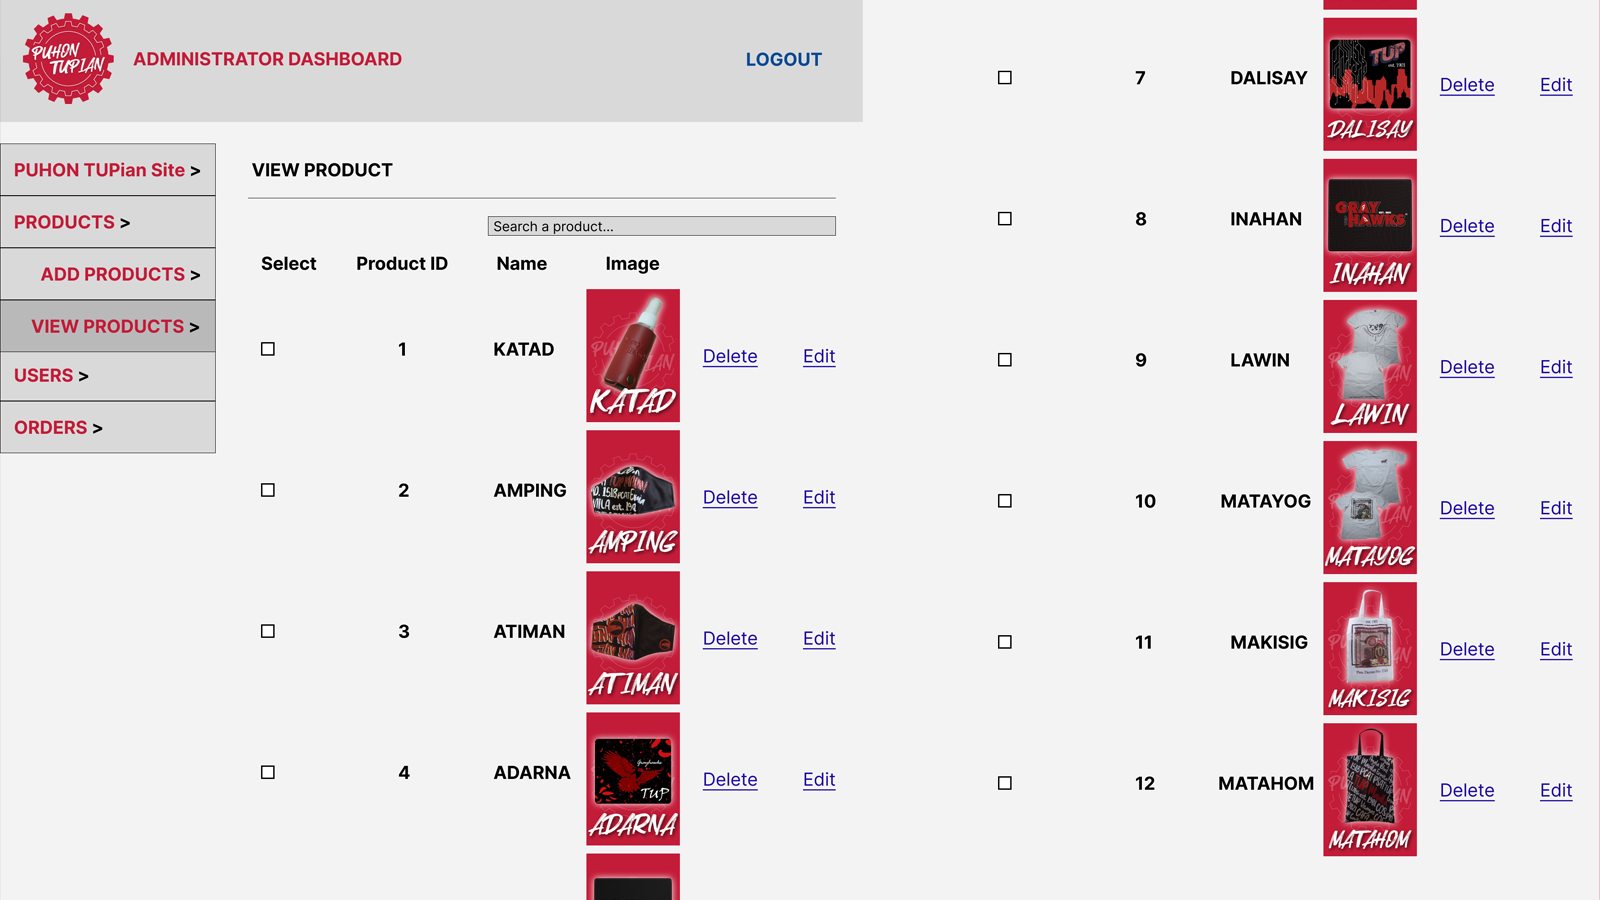 PUHON
TUPIAN
ADMINISTRATOR DASHBOARD
LOGOUT
PUHON TUPian Site >
PRODUCTS >
ADD PRODUCTS >
VIEW PRODUCTS >
USERS >
ORDERS >
VIEW PRODUCT
Search a product...
Select Product ID Name Image
1 KATAD Delete Edit
KATAD
2 AMPING Delete Edit
AMPING
3 ATIMAN Delete Edit
ATIMAN
4 ADARNA Delete Edit
TUP
ADARNA
7 DALISAY Delete Edit
TUP
est. 1901
DALISAY
8 INAHAN Delete Edit
GRAY
HAWKS
INAHAN
9 LAWIN Delete Edit
LAWIN
10 MATAYOG Delete Edit
MATAYOG
11 MAKISIG Delete Edit
MAKISIG
12 MATAHOM Delete Edit
MATAHOM